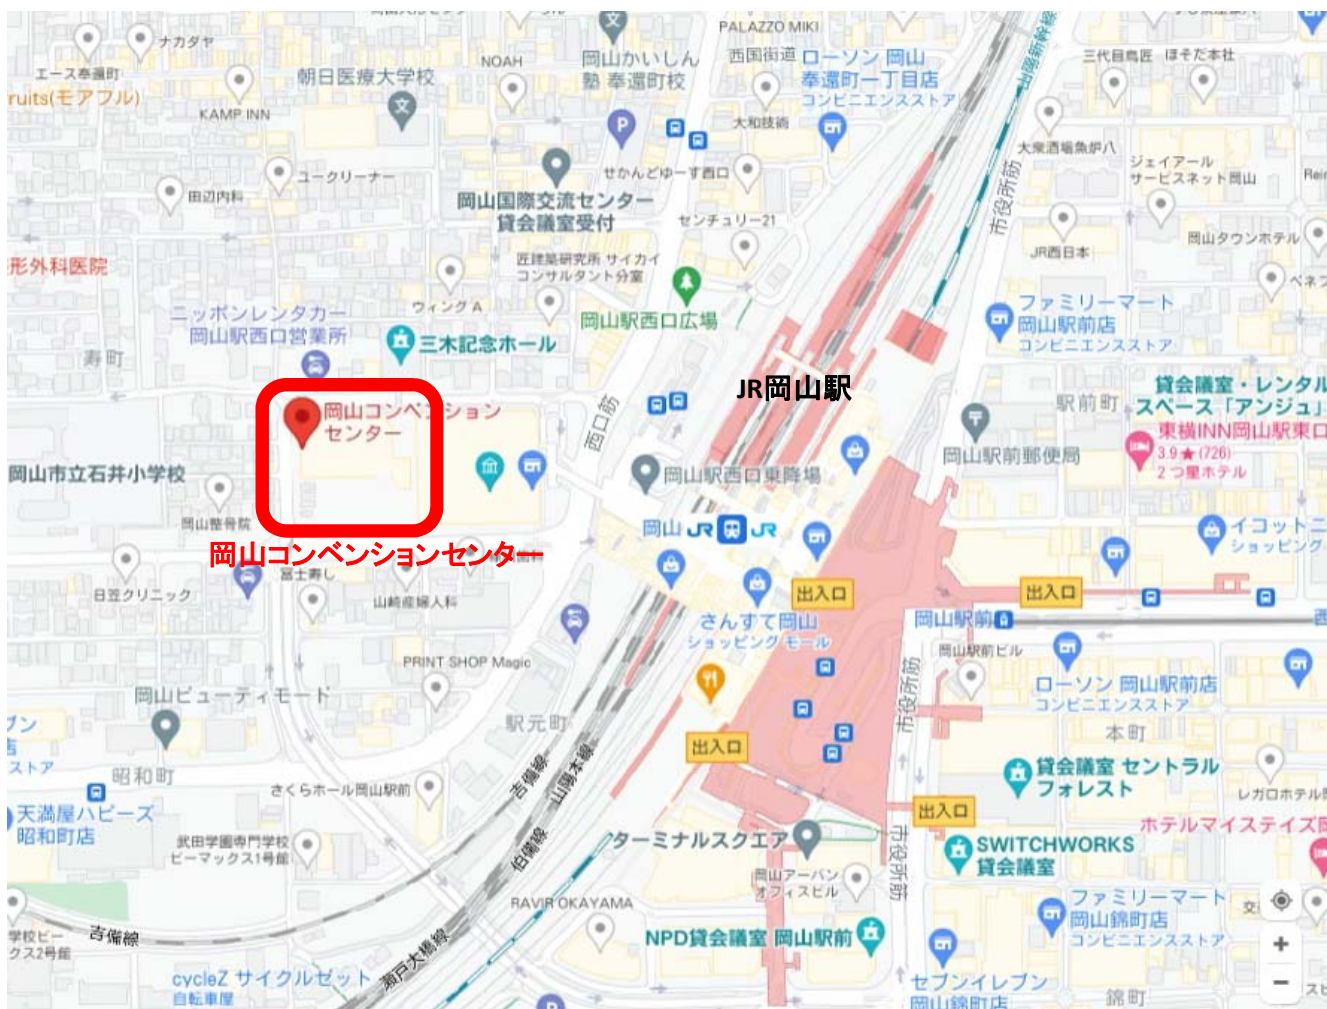 PALAZZO MIKI
ナカダヤ
NOAH
岡山かいしん
塾 奉還町校
西国街道
ローソン 岡山
奉還町一丁目店
コンビニエンスストア
山陽新幹線
三代目鳥匠
ほそだ本社
エース奉還町
ruits(モアフル)
KAMP INN
朝日医療大学校
大和技術
大衆酒場魚炉八
ジェイアール
サービスネット岡山
ユークリーナー
田辺内科
せかんどゆーす西口
岡山国際交流センター
貸会議室受付
センチュリー21
市役所筋
JR西日本
岡山タウンホテル
形外科医院
匠建築研究所 サイカイ
コンサルタント分室
ウィング A
岡山駅西口広場
ニッポンレンタカー
岡山駅西口営業所
三木記念ホール
ファミリーマート
岡山駅前店
コンビニエンスストア
寿町
JR岡山駅
駅前町
貸会議室・レンタル
スペース「アンジュ」
岡山コンベンション
センター
西口筋
東横INN岡山駅東口
3.9★(726)
2 つ星ホテル
岡山駅前郵便局
岡山市立石井小学校
岡山駅西口乗降場
岡山整骨院
岡山 JR JR
イコットニ
ショッピング
岡山コンベンションセンター
富士寿し
日笠クリニック
山崎産婦人科
出入口
出入口
さんすて岡山
ショッピング モール
岡山駅前
岡山駅前ビル
PRINT SHOP Magic
市役所筋
ローソン 岡山駅前店
コンビニエンスストア
岡山ビューティモード
駅元町
本町
出入口
吉備線
山陽本線
昭和町
さくらホール岡山駅前
貸会議室 セントラル
フォレスト
レガロホテル
天満屋ハピーズ
昭和町店
出入口
武田学園専門学校
ビーマックス1号館
伯備線
ターミナルスクエア
市役所筋
ホテルマイステイズ
SWITCHWORKS
貸会議室
岡山アーバン
オフィスビル
RAVIR OKAYAMA
吉備線
瀬戸大橋線
NPD貸会議室 岡山駅前
ファミリーマート
岡山錦町店
コンビニエンスストア
学校ビー
クス2号館
cycleZ サイクルゼット
自転車屋
セブンイレブン
岡山錦町店
錦町